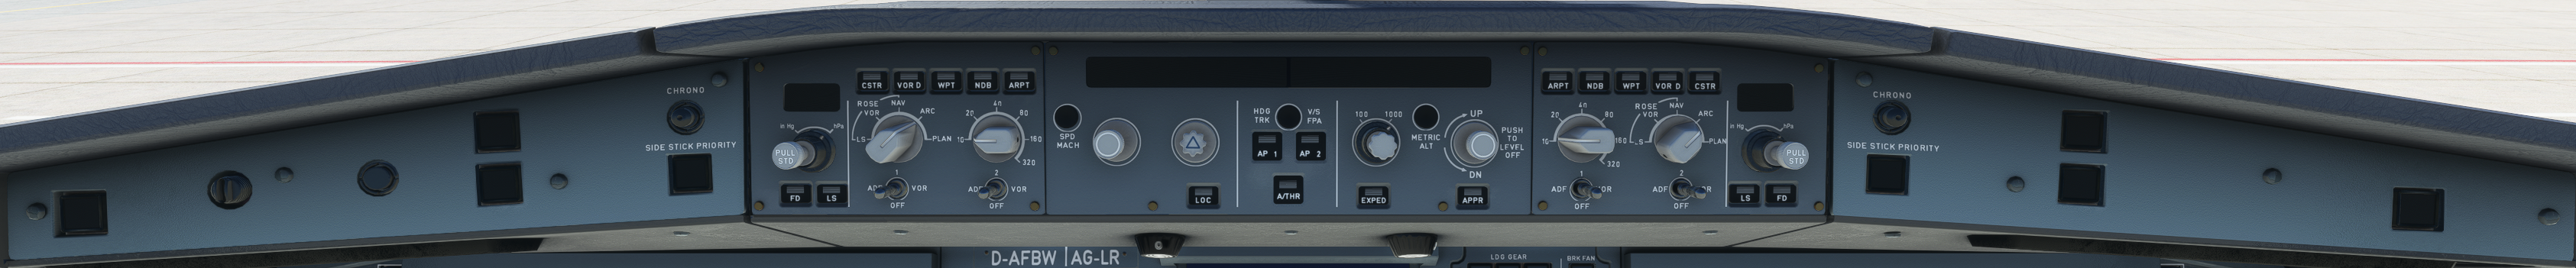 CHRONO
SIDE STICK PRIORITY
in Hg
hPa
PULL
STD
FD
LS
CSTR
VOR D
WPT
NDB
ARPT
ROSE
LS
VOR
NAV
ARC
PLAN
10
20
40
80
160
320
1
ADF
VOR
OFF
2
ADF
VOR
OFF
SPD
MACH
LOC
HDG
TRK
V/S
FPA
AP 1
AP 2
A/THR
100
1000
EXPED
METRIC
ALT
UP
DN
PUSH
TO
LEVEL
OFF
APPR
ARPT
NDB
WPT
VOR D
CSTR
10
20
40
80
160
320
ROSE
LS
VOR
NAV
ARC
PLAN
1
ADF
VOR
OFF
2
ADF
OFF
in Hg
hPa
PULL
STD
LS
FD
CHRONO
SIDE STICK PRIORITY
D-AFBW | AG-LR
LDG GEAR
BRK FAN